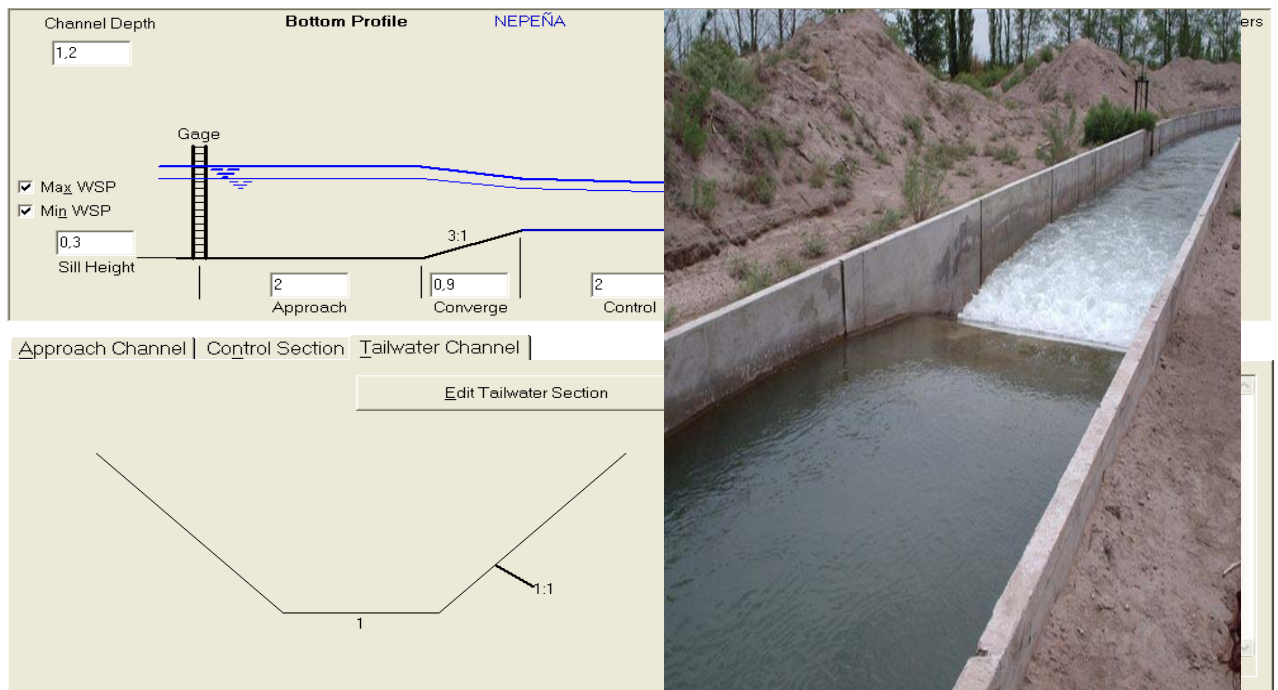 Channel Depth
Bottom Profile
NEPEÑA
ers
1,2
Gage
Max WSP
Min WSP
3:1
0,3
Sill Height
2
0,9
2
Approach
Converge
Control
Approach Channel
Control Section
Tailwater Channel
Edit Tailwater Section
1:1
1